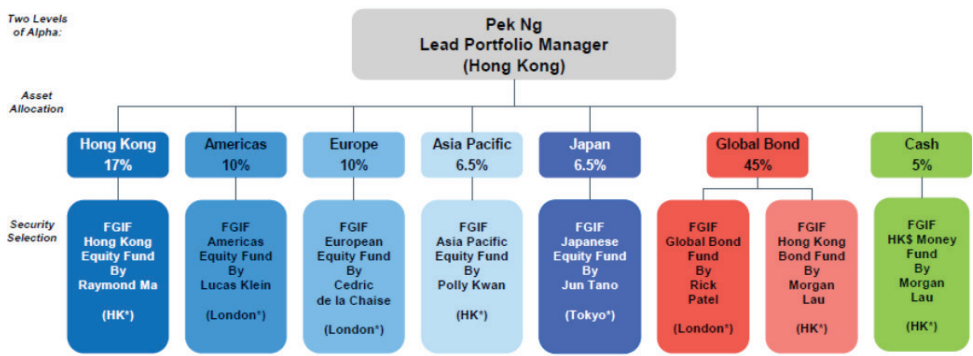 Two Levels
of Alpha:
Pek Ng
Lead Portfolio Manager
(Hong Kong)
Asset
Allocation
Hong Kong
17%
Americas
10%
Europe
10%
Asia Pacific
6.5%
Japan
6.5%
Global Bond
45%
Cash
5%
Security
Selection
FGIF
Hong Kong
Equity Fund
By
Raymond Ma
(HK*)
FGIF
Americas
Equity Fund
By
Lucas Klein
(London*)
FGIF
European
Equity Fund
By
Cedric
de la Chaise
(London*)
FGIF
Asia Pacific
Equity Fund
By
Polly Kwan
(HK*)
FGIF
Japanese
Equity Fund
By
Jun Tano
(Tokyo*)
FGIF
Global Bond
Fund
By
Rick
Patel
(London*)
FGIF
Hong Kong
Bond Fund
By
Morgan
Lau
(HK*)
FGIF
HK$ Money
Fund
By
Morgan
Lau
(HK*)